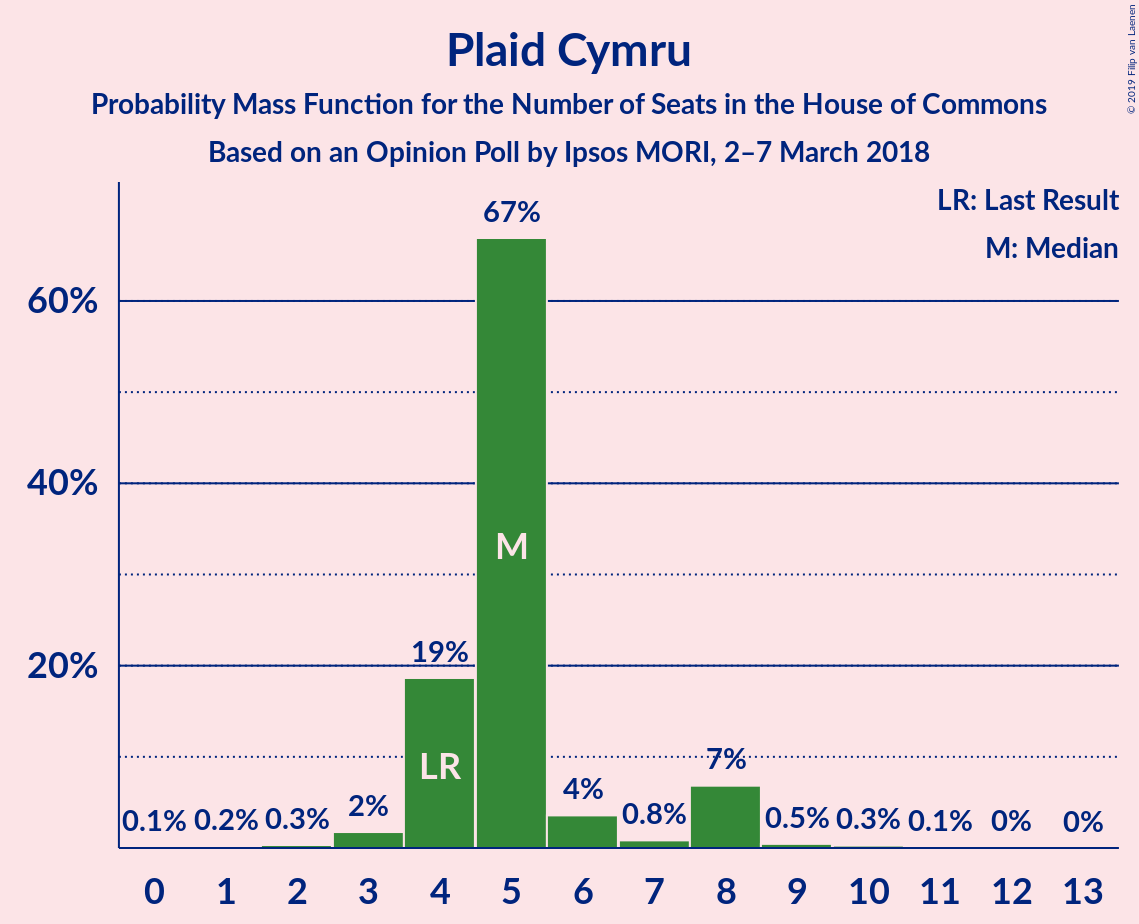 Plaid Cymru
Probability Mass Function for the Number of Seats in the House of Commons
Based on an Opinion Poll by Ipsos MORI, 2–7 March 2018
© 2019 Filip van Laenen
LR: Last Result
M: Median
60%
40%
20%
0.1%
0.2%
0.3%
2%
19%
67%
4%
0.8%
7%
0.5%
0.3%
0.1%
0%
0%
LR
M
0 1 2 3 4 5 6 7 8 9 10 11 12 13